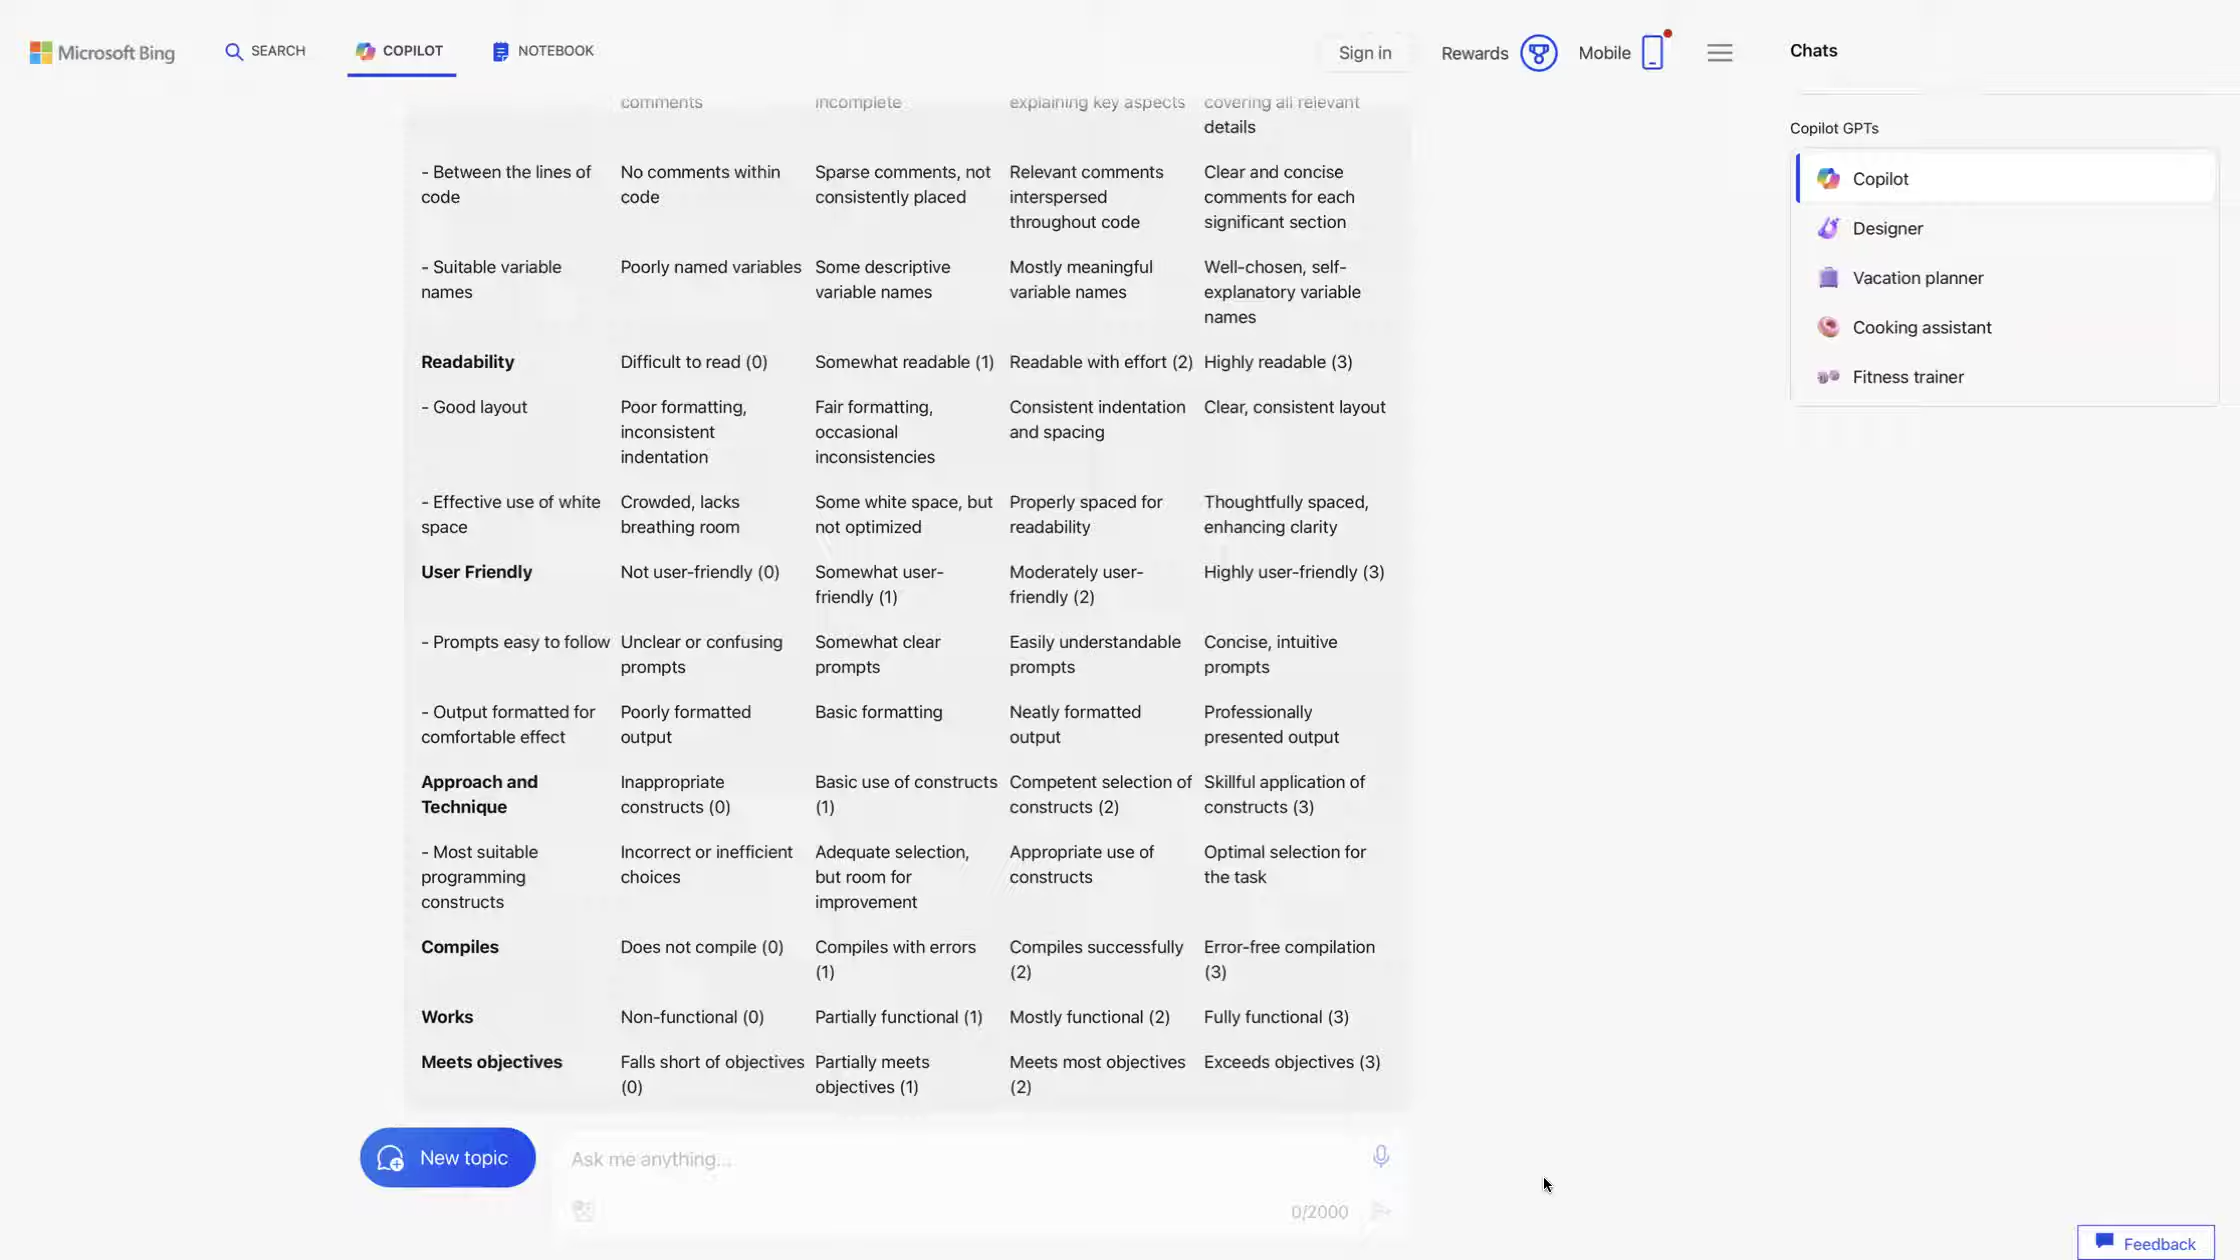 Microsoft Bing
SEARCH
COPILOT
NOTEBOOK
Sign in
Rewards
Mobile
Chats
comments
incomplete
explaining key aspects
covering all relevant
details
- Between the lines of
code
No comments within
code
Sparse comments, not
consistently placed
Relevant comments
interspersed
throughout code
Clear and concise
comments for each
significant section
- Suitable variable
names
Poorly named variables
Some descriptive
variable names
Mostly meaningful
variable names
Well-chosen, self-
explanatory variable
names
Readability
Difficult to read (0)
Somewhat readable (1)
Readable with effort (2)
Highly readable (3)
- Good layout
Poor formatting,
inconsistent
indentation
Fair formatting,
occasional
inconsistencies
Consistent indentation
and spacing
Clear, consistent layout
- Effective use of white
space
Crowded, lacks
breathing room
Some white space, but
not optimized
Properly spaced for
readability
Thoughtfully spaced,
enhancing clarity
User Friendly
Not user-friendly (0)
Somewhat user-
friendly (1)
Moderately user-
friendly (2)
Highly user-friendly (3)
- Prompts easy to follow
Unclear or confusing
prompts
Somewhat clear
prompts
Easily understandable
prompts
Concise, intuitive
prompts
- Output formatted for
comfortable effect
Poorly formatted
output
Basic formatting
Neatly formatted
output
Professionally
presented output
Approach and
Technique
Inappropriate
constructs (0)
Basic use of constructs
(1)
Competent selection of
constructs (2)
Skillful application of
constructs (3)
- Most suitable
programming
constructs
Incorrect or inefficient
choices
Adequate selection,
but room for
improvement
Appropriate use of
constructs
Optimal selection for
the task
Compiles
Does not compile (0)
Compiles with errors
(1)
Compiles successfully
(2)
Error-free compilation
(3)
Works
Non-functional (0)
Partially functional (1)
Mostly functional (2)
Fully functional (3)
Meets objectives
Falls short of objectives
(0)
Partially meets
objectives (1)
Meets most objectives
(2)
Exceeds objectives (3)
New topic
Ask me anything...
0/2000
Copilot GPTs
Copilot
Designer
Vacation planner
Cooking assistant
Fitness trainer
Feedback